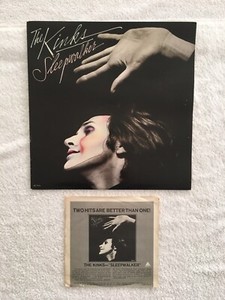 The Kinks
Sleepwalker
TWO HITS ARE BETTER THAN ONE!
THE KINKS "SLEEPWALKER"